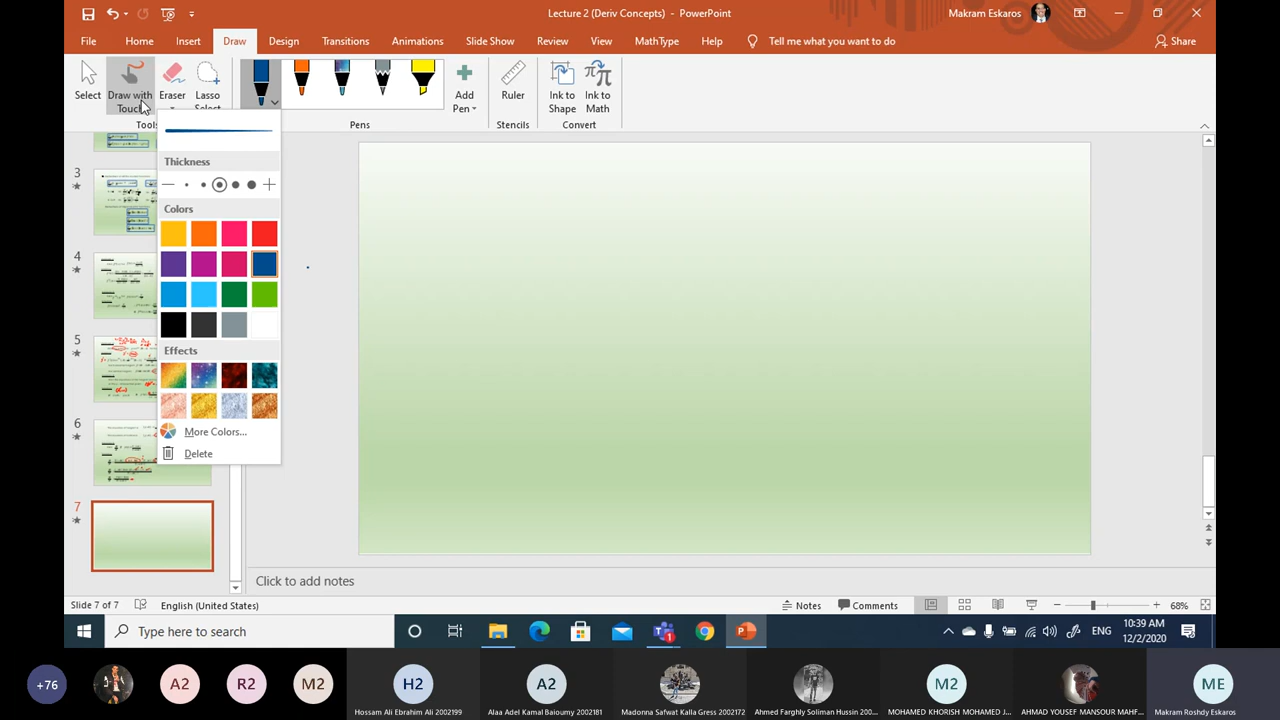 Lecture 2 (Deriv Concepts) - PowerPoint
Makram Eskaros
File Home Insert Draw Design Transitions Animations Slide Show Review View MathType Help Tell me what you want to do Share
Select
Draw with
Touch
Eraser
Lasso
Select
Add
Pen
Ruler
Ink to
Shape
Ink to
Math
Tools
Pens
Stencils
Convert
Thickness
Colors
Effects
More Colors...
Delete
3
4
5
6
7
Click to add notes
Slide 7 of 7 English (United States) Notes Comments 68%
Type here to search
ENG
10:39 AM
12/2/2020
+76
A2
R2
M2
H2
Hossam Ali Ebrahim Ali 2002199
A2
Alaa Adel Kamal Baioumy 2002181
Madonna Safwat Kalla Gress 2002172
Ahmed Farghly Soliman Hussin 200...
M2
MOHAMED KHORISH MOHAMED J...
AHMAD YOUSEF MANSOUR MAHF...
ME
Makram Roshdy Eskaros